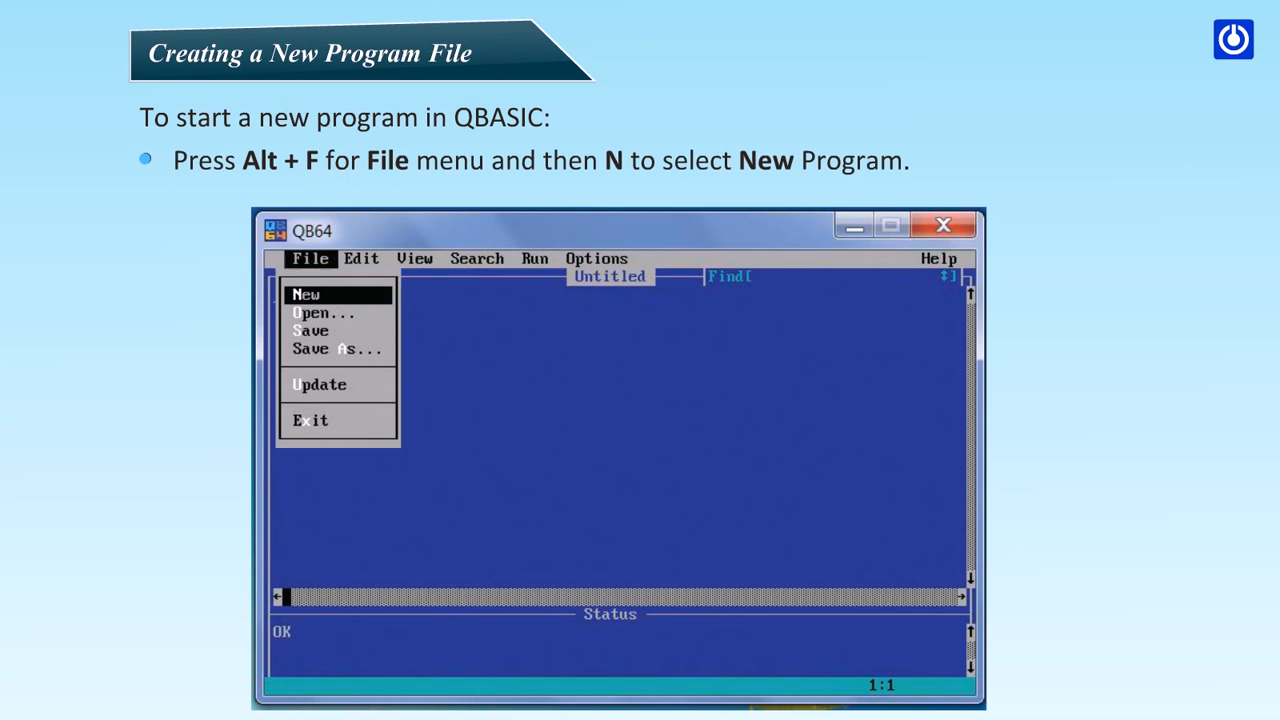 Creating a New Program File
To start a new program in QBASIC:
Press Alt + F for File menu and then N to select New Program.
QB64
File Edit View Search Run Options Help
Untitled Find[ ↕]
New
Open...
Save
Save As...
Update
Exit
Status
OK
1:1